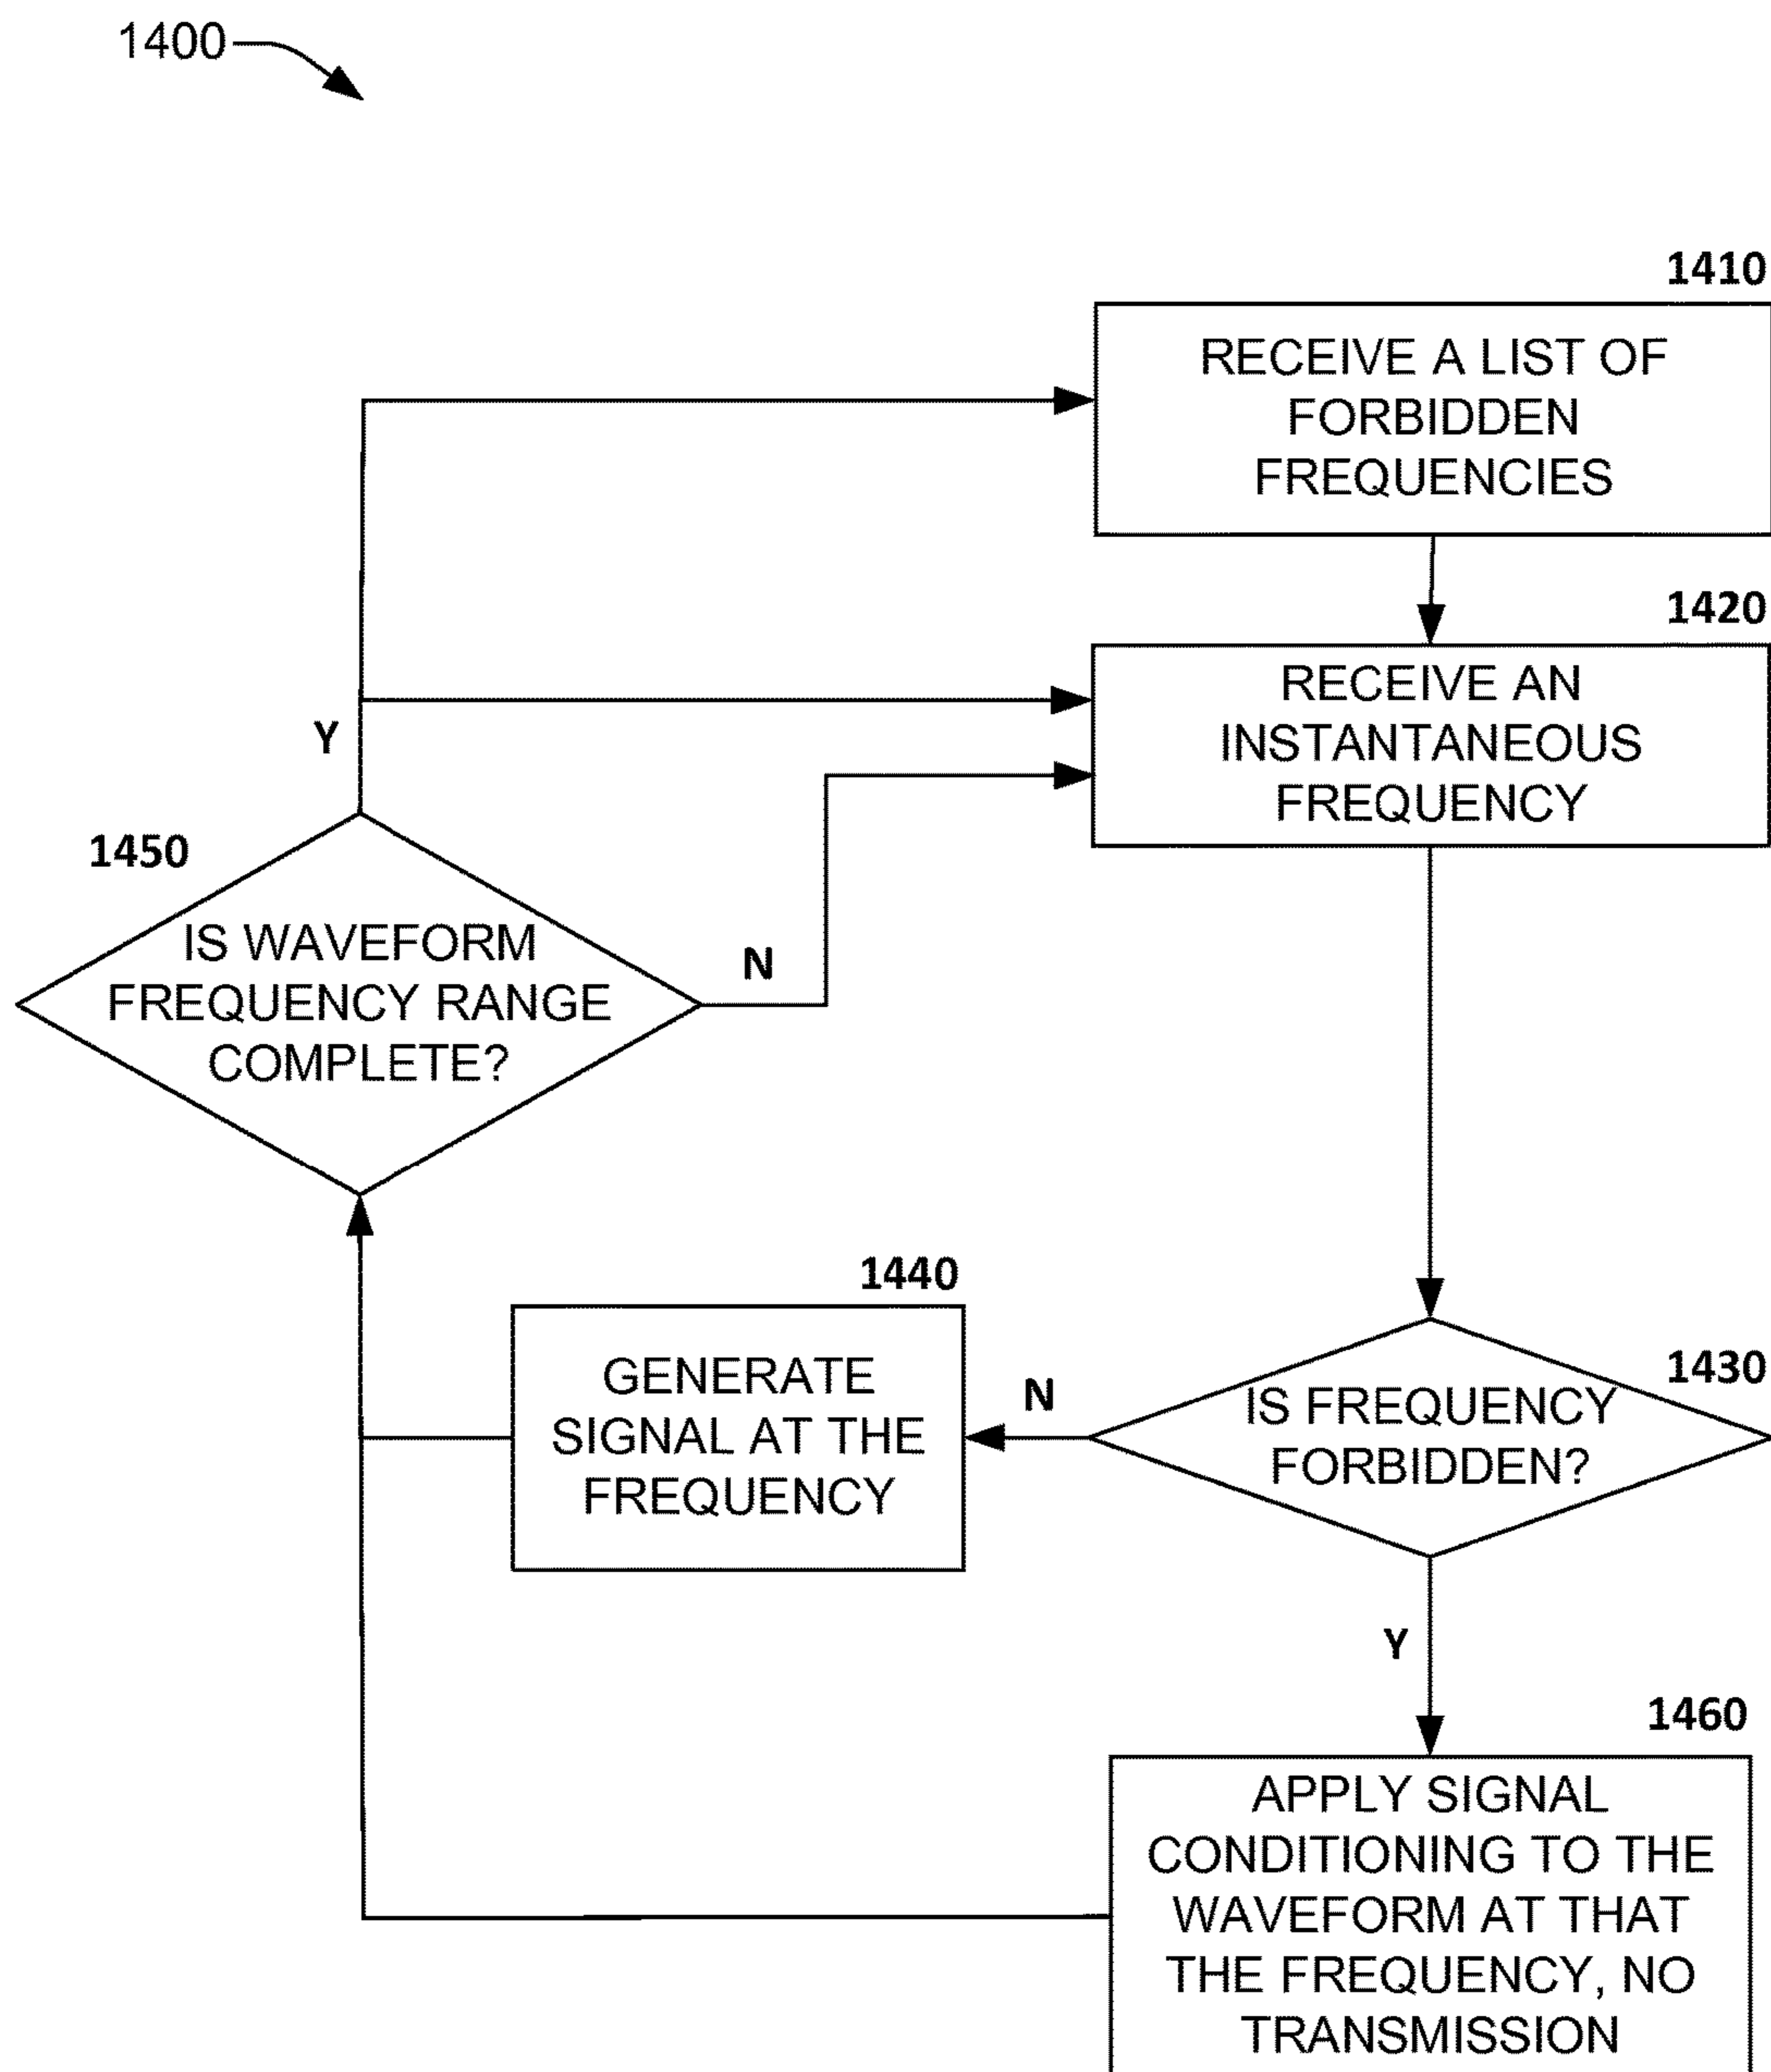 1400
1410
RECEIVE A LIST OF
FORBIDDEN
FREQUENCIES
1420
RECEIVE AN
INSTANTANEOUS
FREQUENCY
Y
1450
IS WAVEFORM
FREQUENCY RANGE
COMPLETE?
N
1440
GENERATE
SIGNAL AT THE
FREQUENCY
N
1430
IS FREQUENCY
FORBIDDEN?
Y
1460
APPLY SIGNAL
CONDITIONING TO THE
WAVEFORM AT THAT
THE FREQUENCY, NO
TRANSMISSION